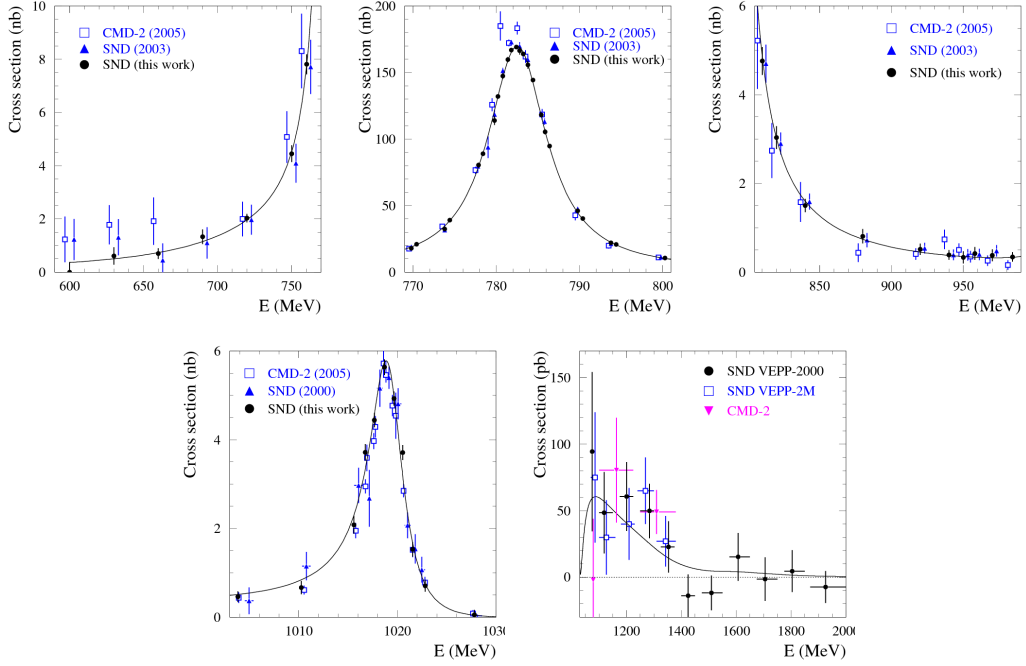 Cross section (nb)
10
8
6
4
2
0
CMD-2 (2005)
SND (2003)
SND (this work)
600
650
700
750
E (MeV)
Cross section (nb)
200
150
100
50
0
CMD-2 (2005)
SND (2003)
SND (this work)
770
780
790
800
E (MeV)
Cross section (nb)
6
4
2
0
CMD-2 (2005)
SND (2003)
SND (this work)
850
900
950
E (MeV)
Cross section (nb)
6
4
2
0
CMD-2 (2005)
SND (2000)
SND (this work)
1010
1020
1030
E (MeV)
Cross section (pb)
150
100
50
0
SND VEPP-2000
SND VEPP-2M
CMD-2
1200
1400
1600
1800
2000
E (MeV)